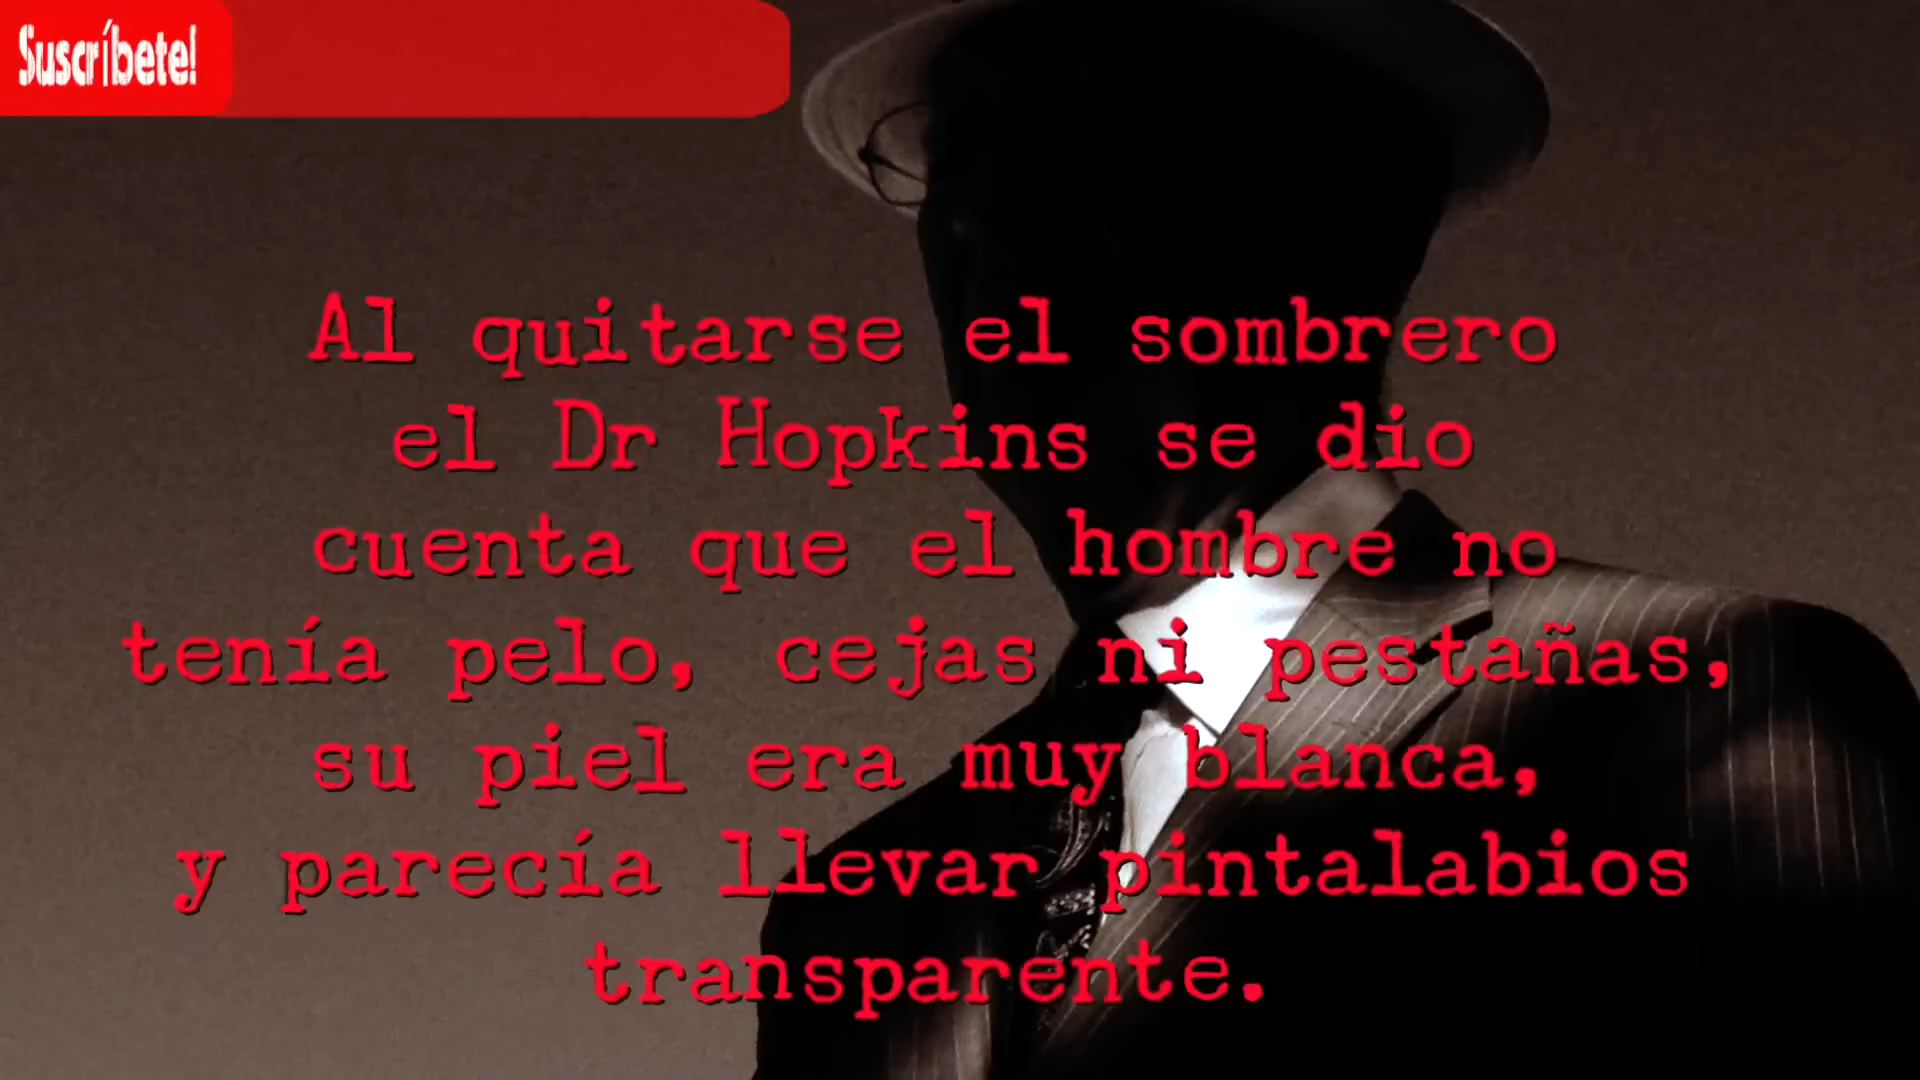 Suscríbete!
Al quitarse el sombrero
el Dr Hopkins se dio
cuenta que el hombre no
tenía pelo, cejas ni pestañas,
su piel era muy blanca,
y parecía llevar pintalabios
transparente.